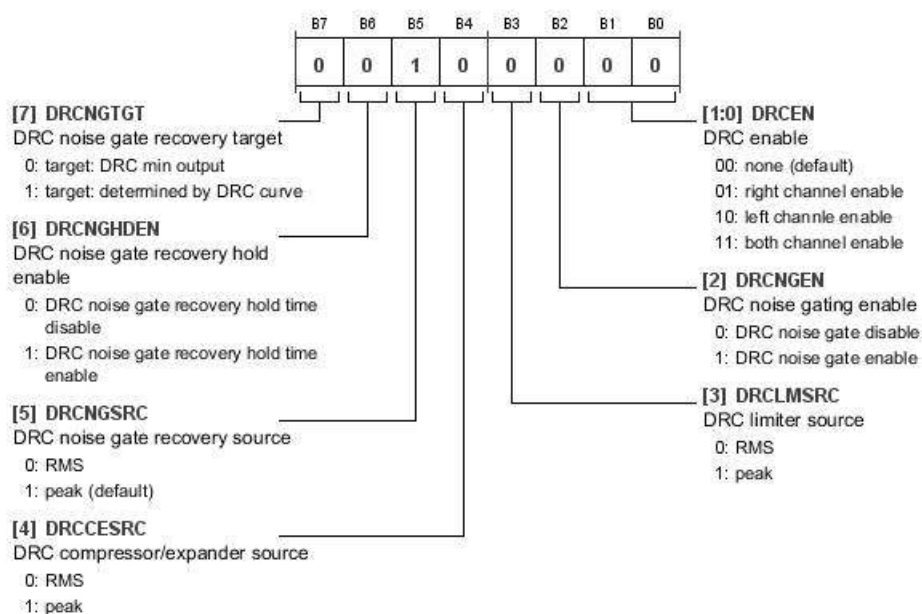 B7 B6 B5 B4 B3 B2 B1 B0
0 0 1 0 0 0 0 0
[7] DRCNGTGT
DRC noise gate recovery target
0: target: DRC min output
1: target: determined by DRC curve
[6] DRCNGHDEN
DRC noise gate recovery hold
enable
0: DRC noise gate recovery hold time
disable
1: DRC noise gate recovery hold time
enable
[5] DRCNGSRC
DRC noise gate recovery source
0: RMS
1: peak (default)
[4] DRCCESRC
DRC compressor/expander source
0: RMS
1: peak
[1:0] DRCEN
DRC enable
00: none (default)
01: right channel enable
10: left channle enable
11: both channel enable
[2] DRCNGEN
DRC noise gating enable
0: DRC noise gate disable
1: DRC noise gate enable
[3] DRCLMSRC
DRC limiter source
0: RMS
1: peak